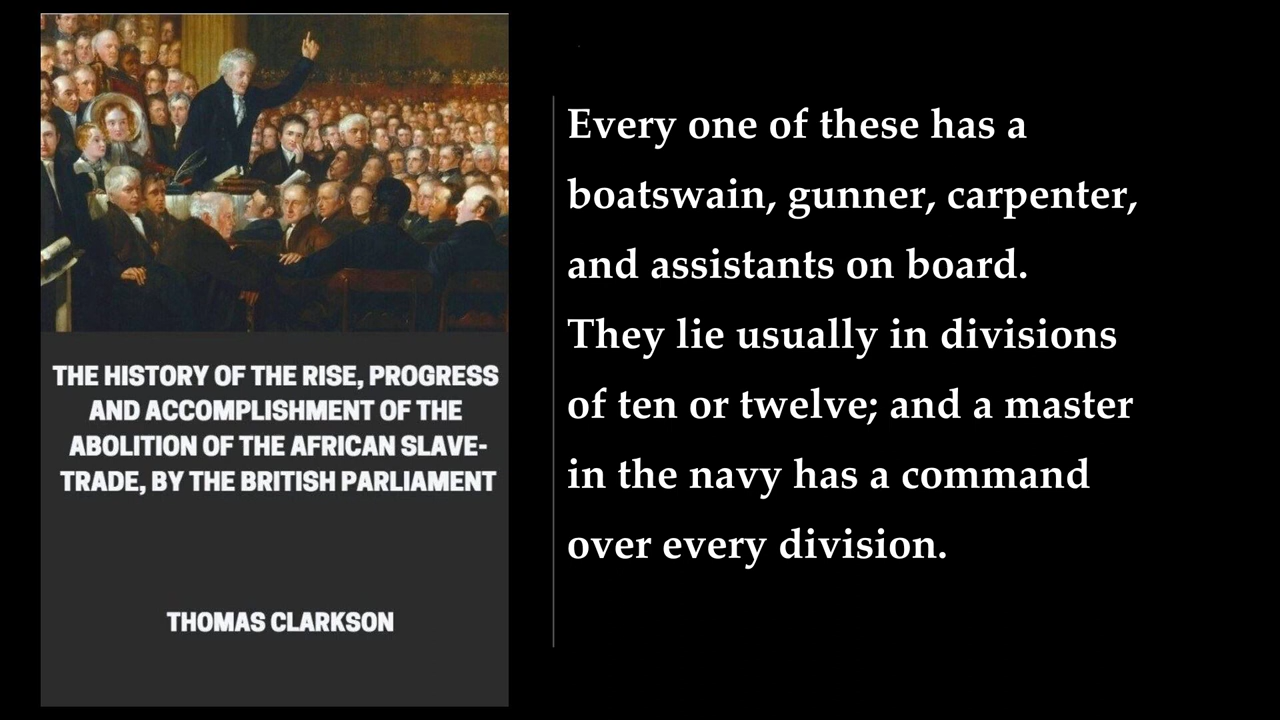 THE HISTORY OF THE RISE, PROGRESS
AND ACCOMPLISHMENT OF THE
ABOLITION OF THE AFRICAN SLAVE-
TRADE, BY THE BRITISH PARLIAMENT
THOMAS CLARKSON
Every one of these has a
boatswain, gunner, carpenter,
and assistants on board.
They lie usually in divisions
of ten or twelve; and a master
in the navy has a command
over every division.